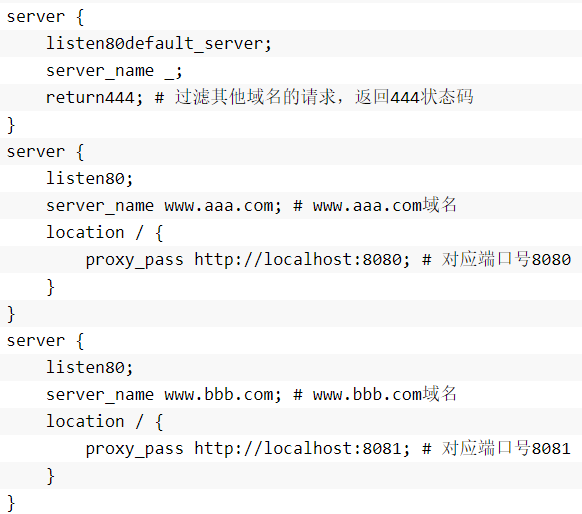 server {
    listen80default_server;
    server_name _;
    return444; # 过滤其他域名的请求，返回444状态码
}
server {
    listen80;
    server_name www.aaa.com; # www.aaa.com域名
    location / {
        proxy_pass http://localhost:8080; # 对应端口号8080
    }
}
server {
    listen80;
    server_name www.bbb.com; # www.bbb.com域名
    location / {
        proxy_pass http://localhost:8081; # 对应端口号8081
    }
}